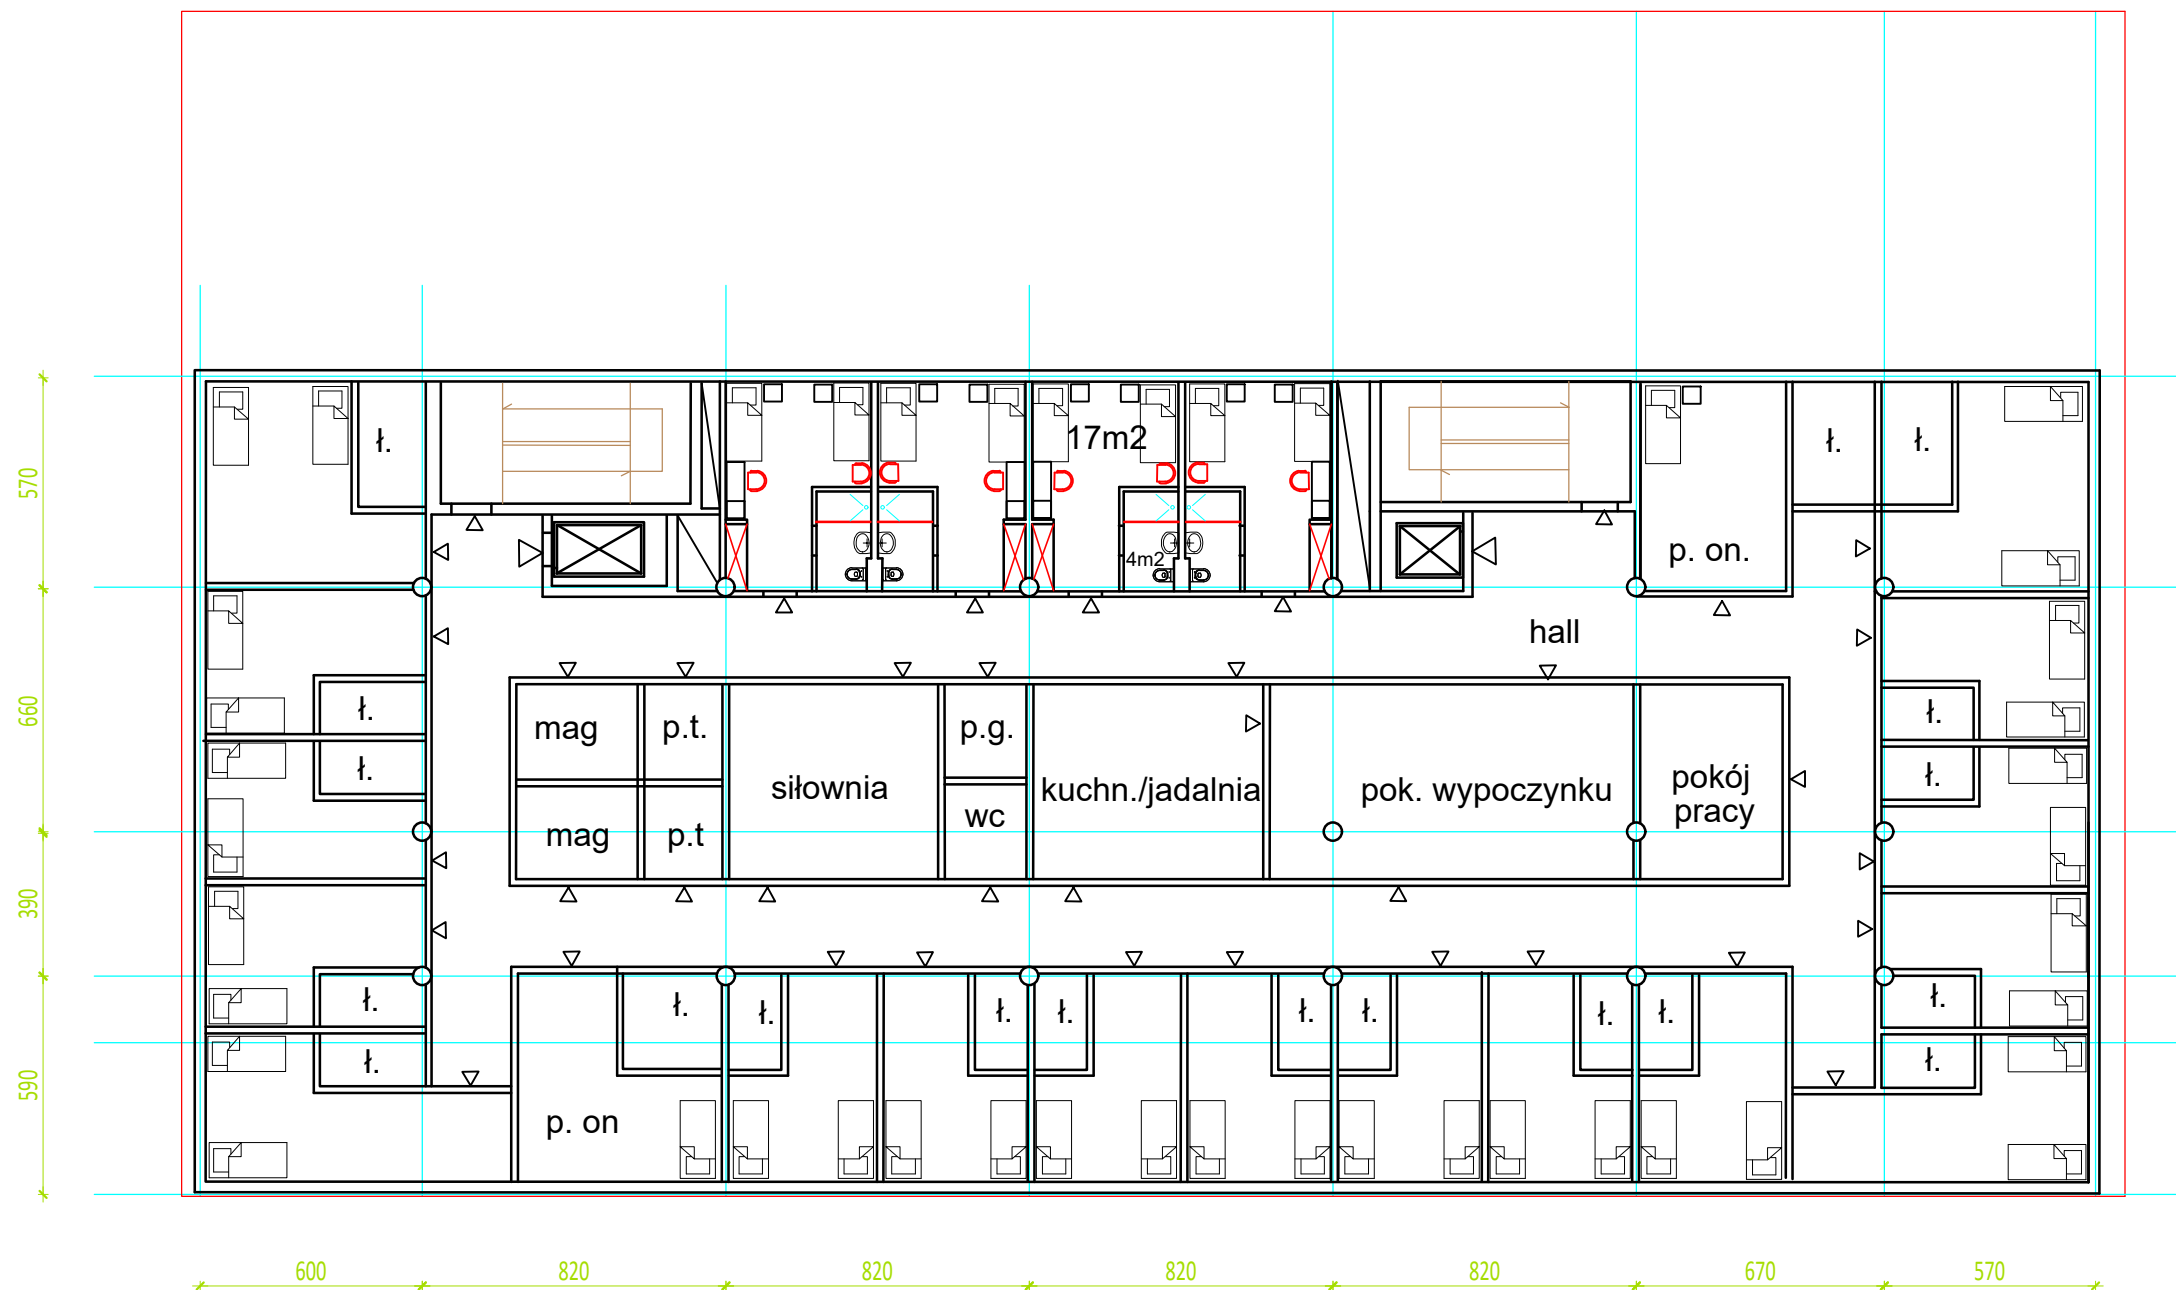 17m2
ł.
ł.
ł.
570
p. on.
4m2
hall
ł.
660
ł.
mag
p.t.
p.g.
ł.
ł.
pokój
siłownia
kuchn./jadalnia
pok. wypoczynku
pracy
wc
mag
p.t
390
ł.
ł.
ł.
ł.
ł.
ł.
ł.
ł.
ł.
ł.
ł.
ł.
590
p. on
600
820
820
820
820
670
570